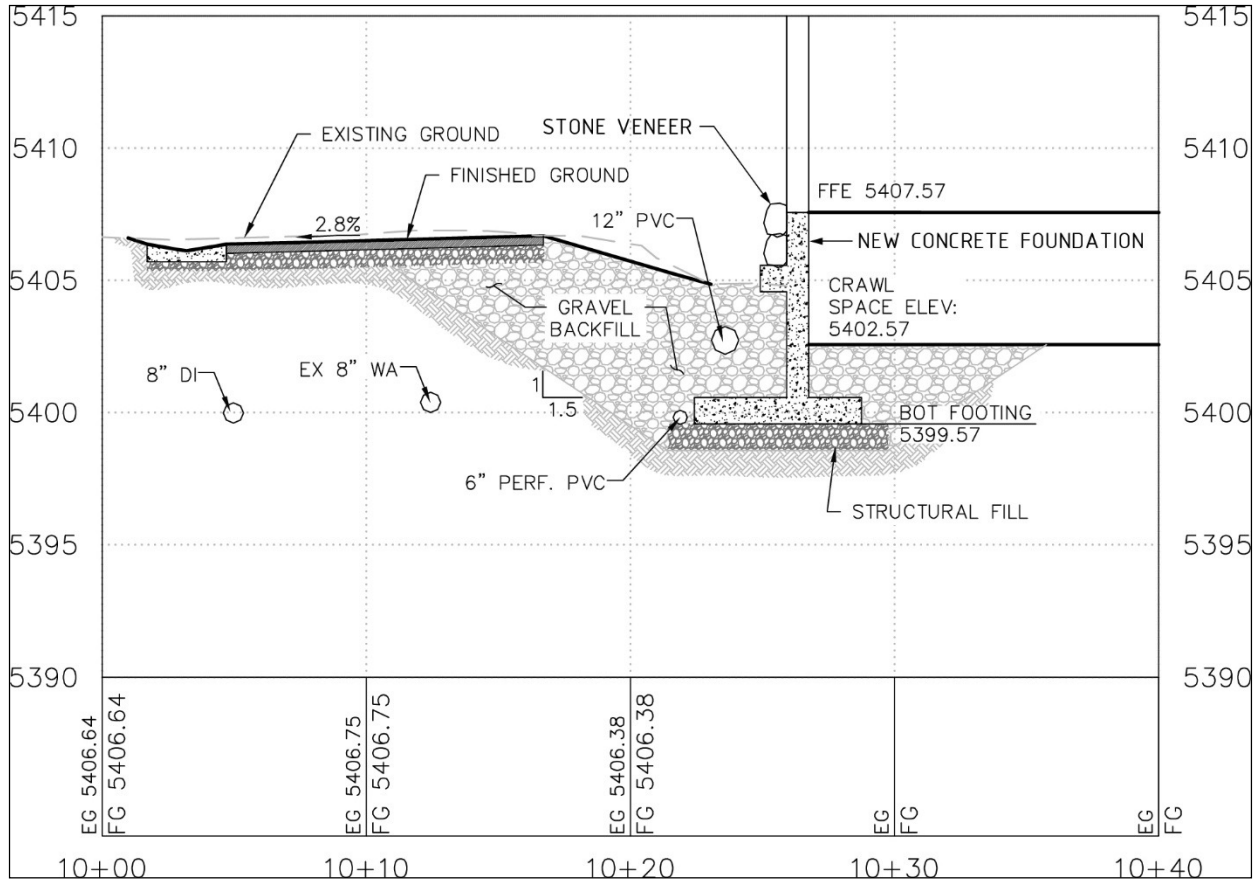 5415
5415
STONE VENEER
EXISTING GROUND
5410
5410
FINISHED GROUND
FFE 5407.57
12” PVC
2.8%
NEW CONCRETE FOUNDATION
5405
5405
CRAWL
SPACE ELEV:
5402.57
GRAVEL
BACKFILL
8” DI
EX 8” WA
1
1.5
5400
5400
BOT FOOTING
5399.57
6” PERF. PVC
STRUCTURAL FILL
5395
5395
5390
5390
EG 5406.64
FG 5406.64
EG 5406.75
FG 5406.75
EG 5406.38
FG 5406.38
EG
FG
EG
FG
10+00
10+10
10+20
10+30
10+40